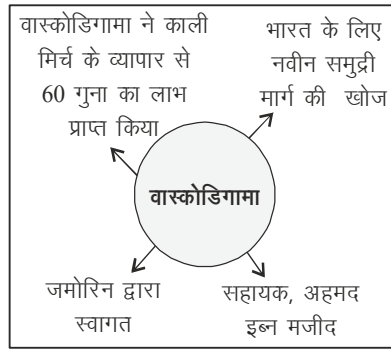 वास्कोडिगामा ने काली
मिर्च के व्यापार से
60 गुना का लाभ
प्राप्त किया
भारत के लिए
नवीन समुद्री
मार्ग की खोज
वास्कोडिगामा
जमोरिन द्वारा
स्वागत
सहायक, अहमद
इब्न मजीद